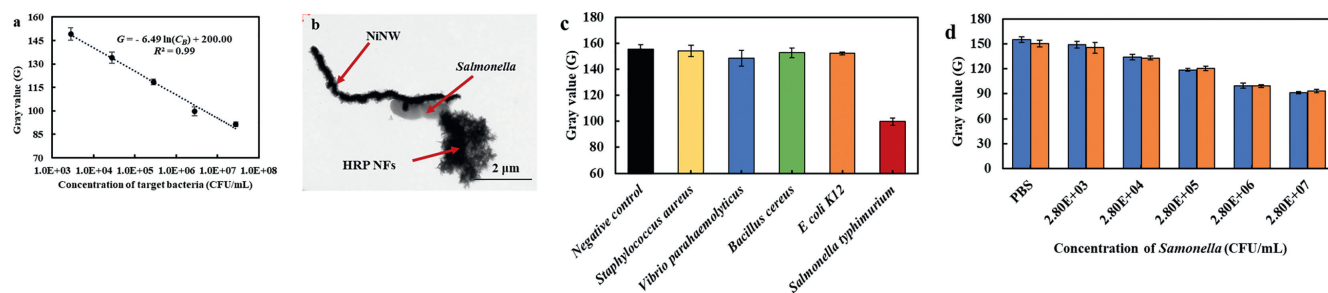 a
G = - 6.49 ln(C_B) + 200.00
R² = 0.99
Gray value (G)
190
160
130
100
70
1.0E+03 1.0E+04 1.0E+05 1.0E+06 1.0E+07 1.0E+08
Concentration of target bacteria (CFU/mL)
b
NiNW
Salmonella
HRP NFs
2 µm
c
Gray value (G)
180
160
140
120
100
80
60
Negative control
Staphylococcus aureus
Vibrio parahaemolyticus
Bacillus cereus
E coli K12
Salmonella typhimurium
d
Gray value (G)
180
150
120
90
60
30
0
PBS
2.80E+03
2.80E+04
2.80E+05
2.80E+06
2.80E+07
Concentration of Samonella (CFU/mL)